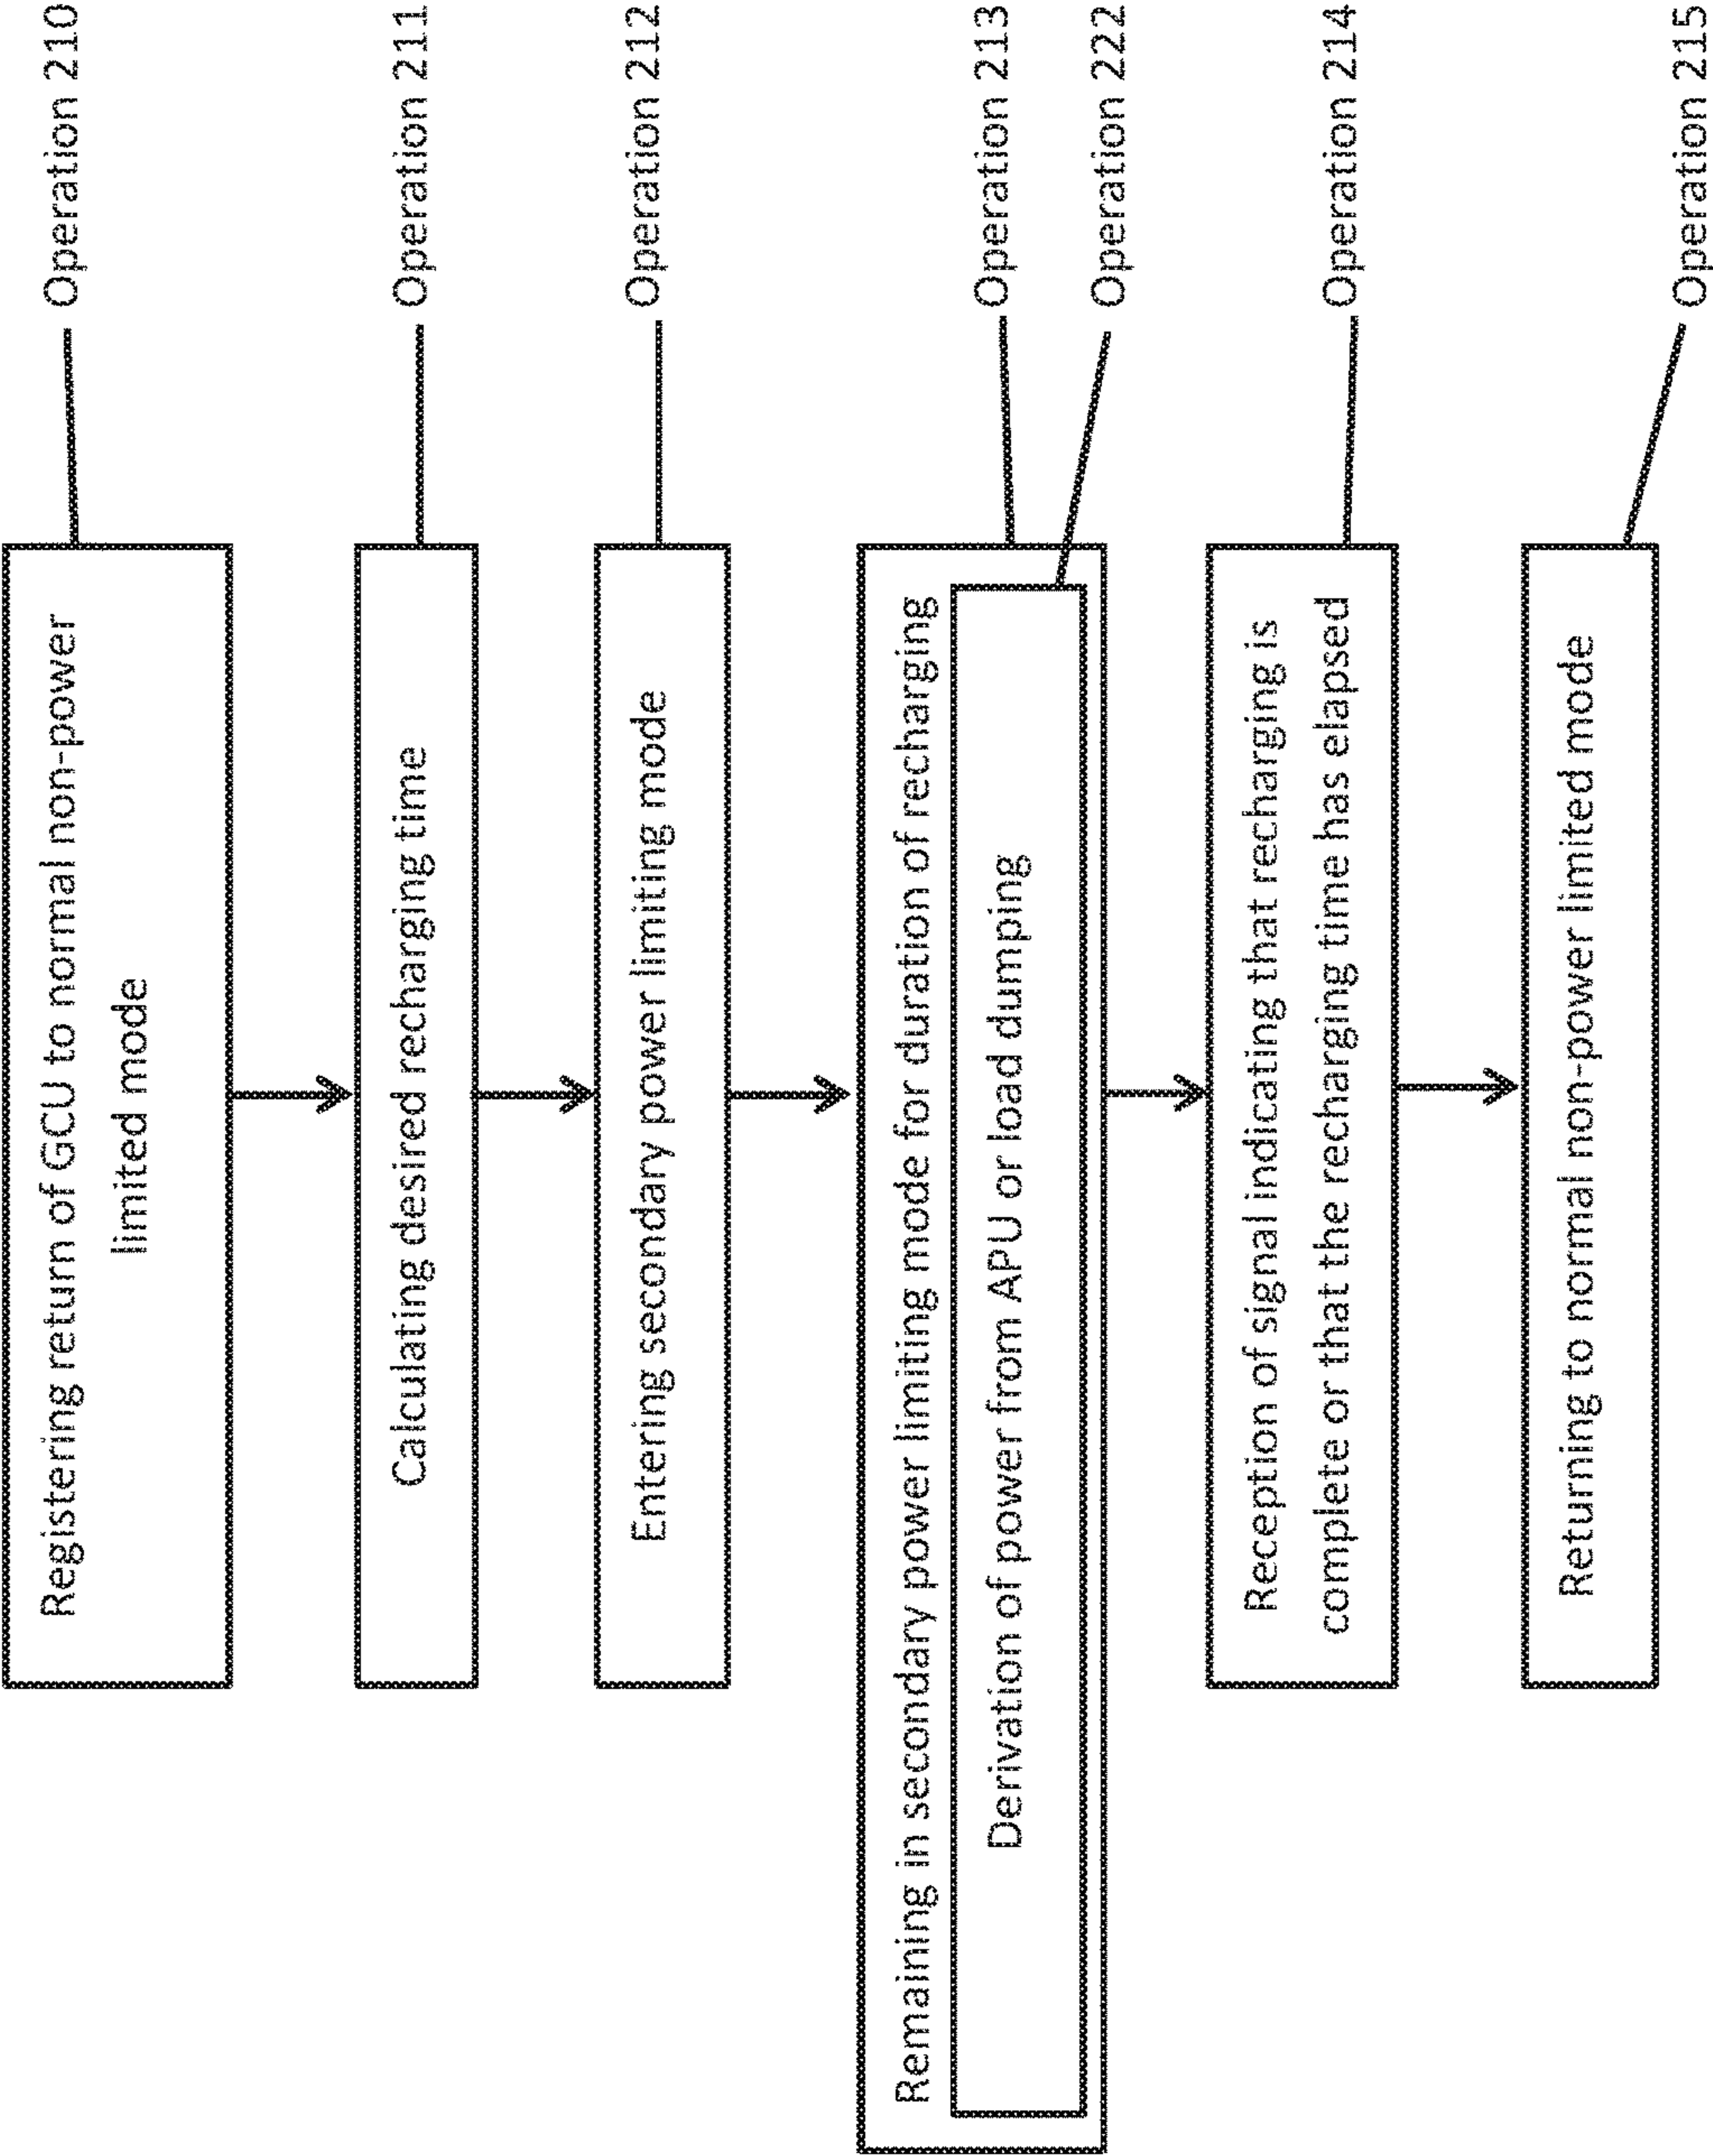 Registering return of GCU to normal non-power
limited mode
Operation 210
Calculating desired recharging time
Operation 211
Entering secondary power limiting mode
Operation 212
Remaining in secondary power limiting mode for duration of recharging
Operation 213
Derivation of power from APU or load dumping
Operation 222
Reception of signal indicating that recharging is
complete or that the recharging time has elapsed
Operation 214
Returning to normal non-power limited mode
Operation 215